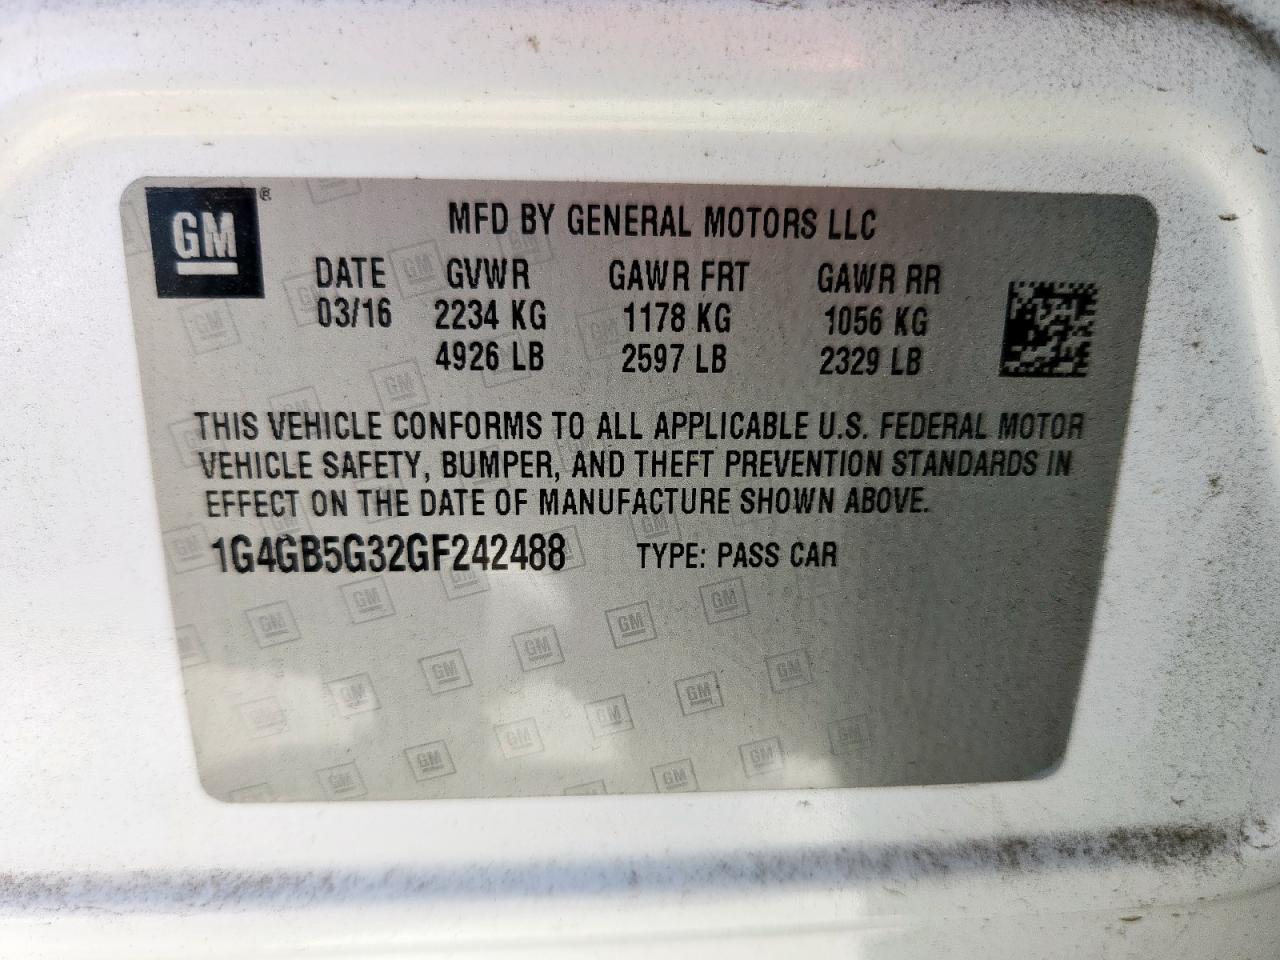 GM ®
MFD BY GENERAL MOTORS LLC
DATE GVWR GAWR FRT GAWR RR
03/16 2234 KG 1178 KG 1056 KG
4926 LB 2597 LB 2329 LB
THIS VEHICLE CONFORMS TO ALL APPLICABLE U.S. FEDERAL MOTOR
VEHICLE SAFETY, BUMPER, AND THEFT PREVENTION STANDARDS IN
EFFECT ON THE DATE OF MANUFACTURE SHOWN ABOVE.
1G4GB5G32GF242488 TYPE: PASS CAR